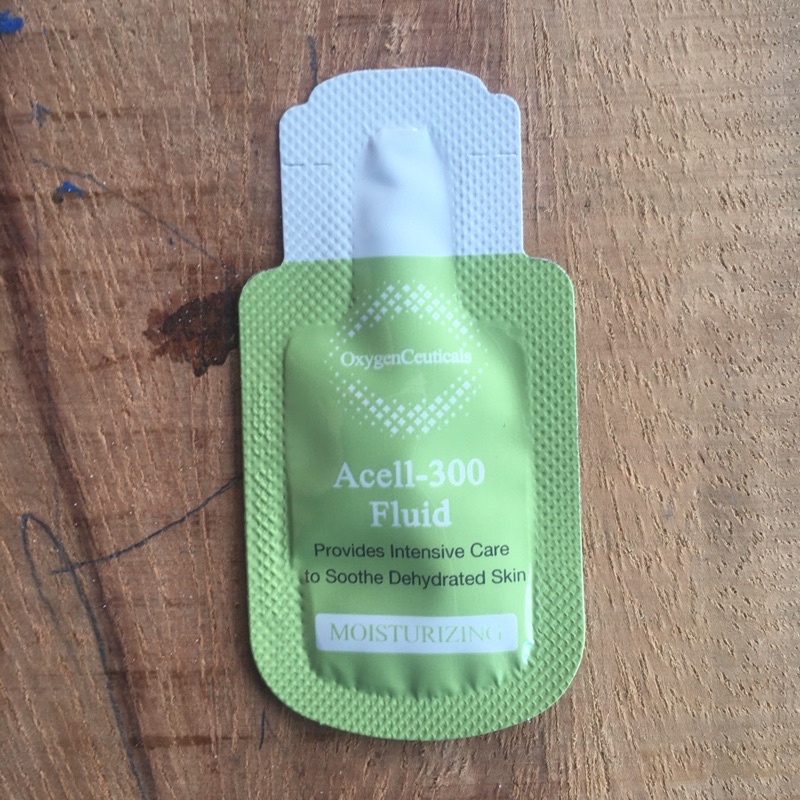 OxygenCeuticals
Acell-300
Fluid
Provides Intensive Care
to Soothe Dehydrated Skin
MOISTURIZING